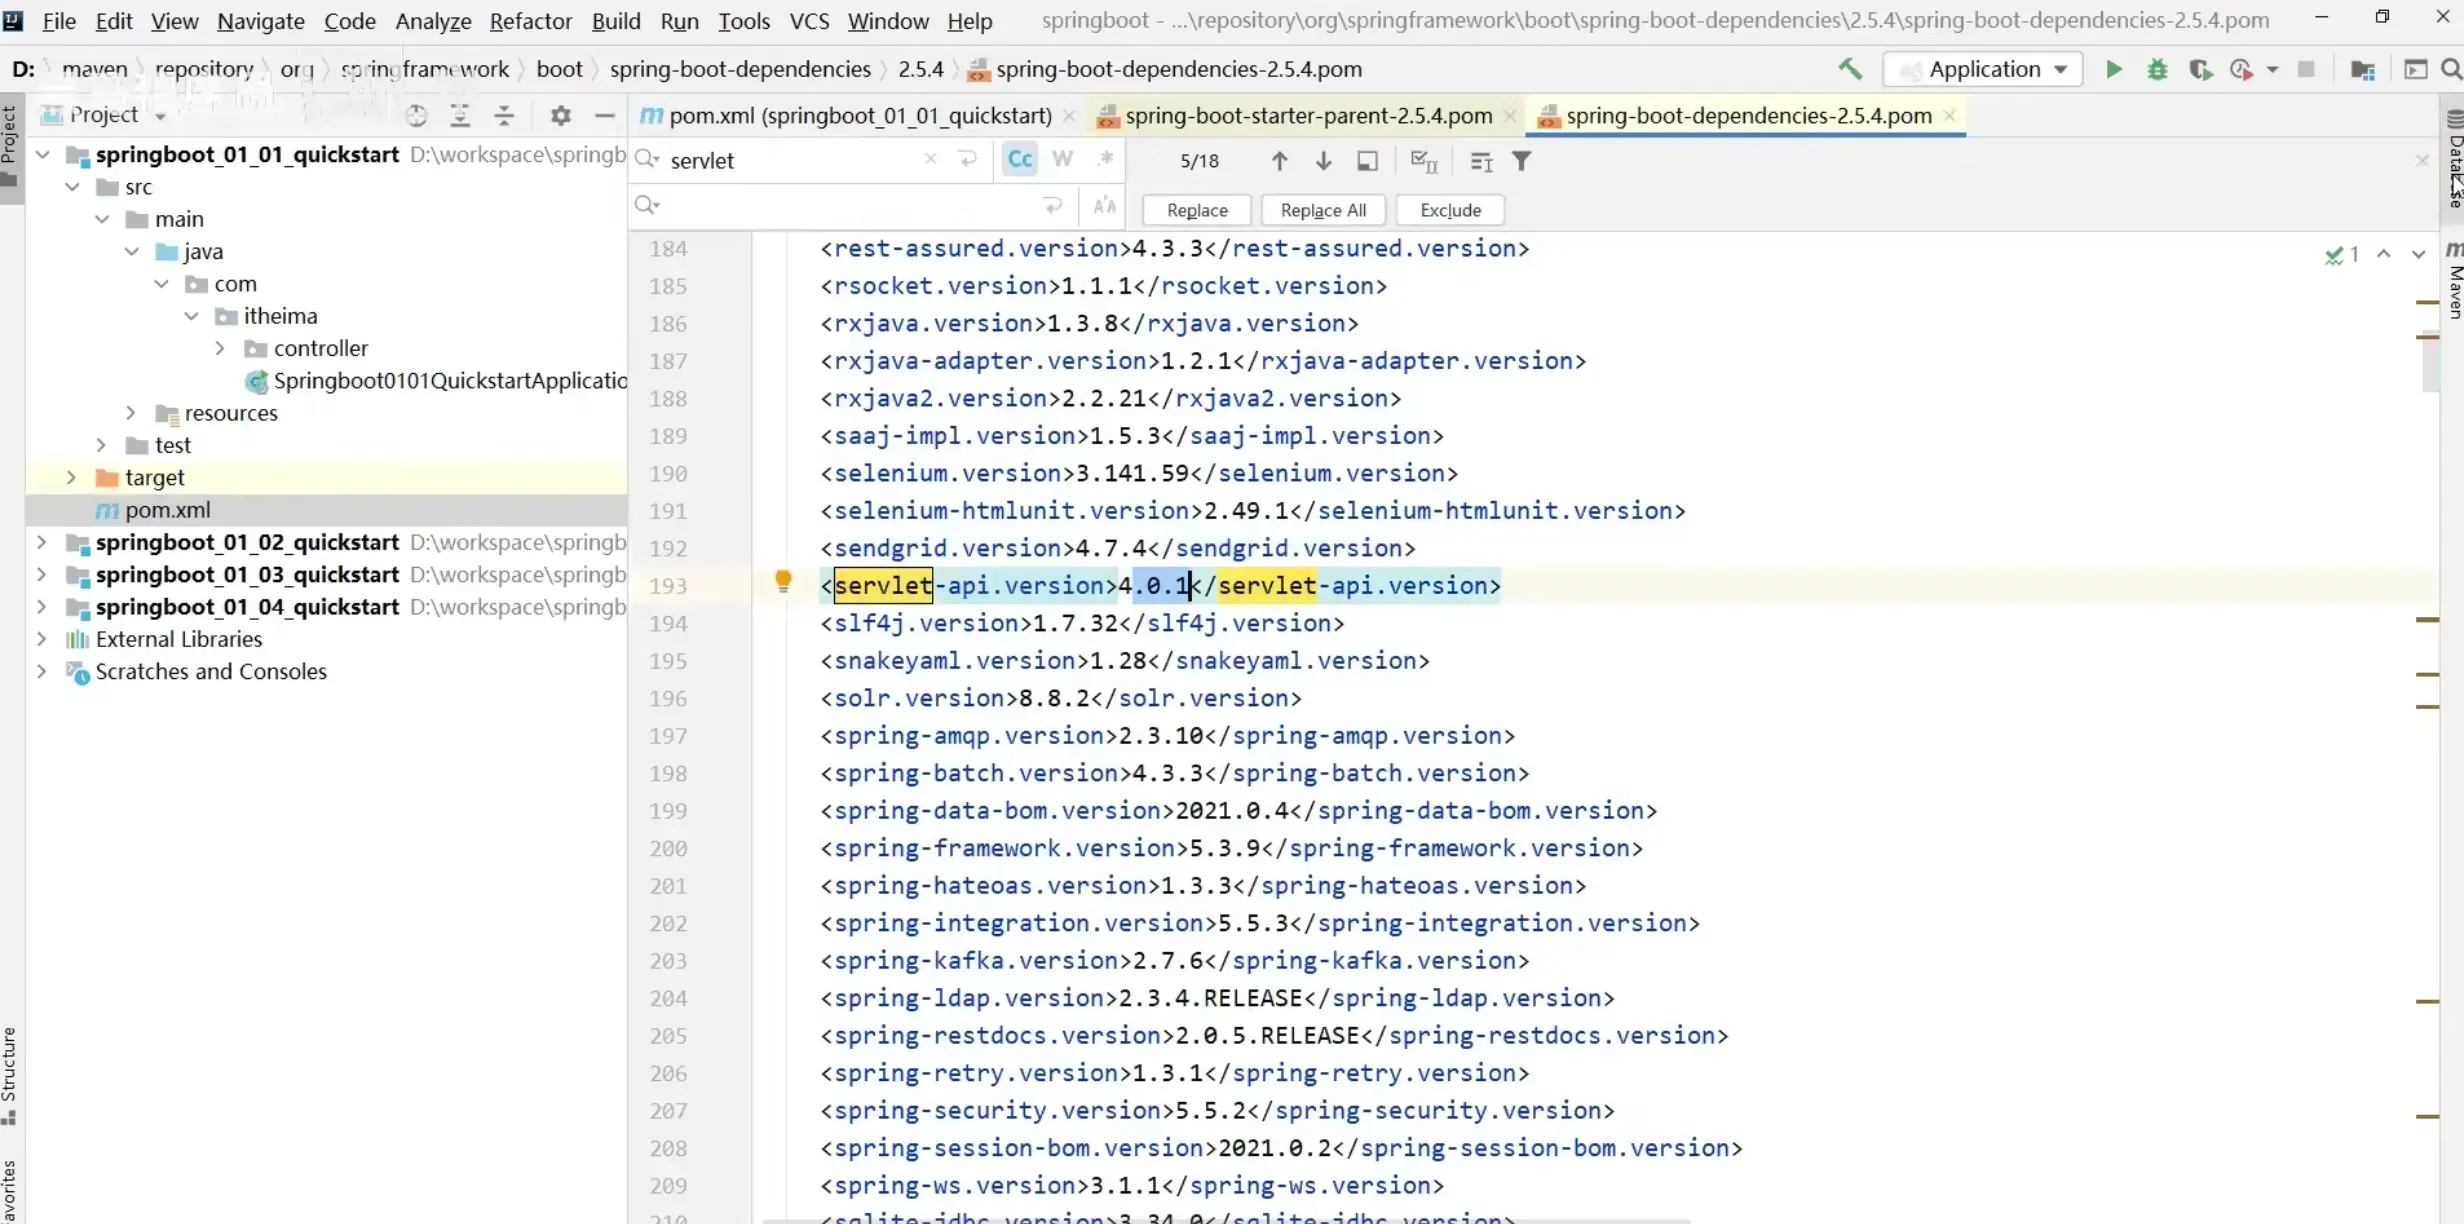 File Edit View Navigate Code Analyze Refactor Build Run Tools VCS Window Help springboot - ...\repository\org\springframework\boot\spring-boot-dependencies\2.5.4\spring-boot-dependencies-2.5.4.pom
D: maven repository org springframework boot spring-boot-dependencies 2.5.4 spring-boot-dependencies-2.5.4.pom Application
Project pom.xml (springboot_01_01_quickstart) spring-boot-starter-parent-2.5.4.pom spring-boot-dependencies-2.5.4.pom
Project
Structure
Favorites
Database
Maven
springboot_01_01_quickstart D:\workspace\springb
src
main
java
com
itheima
controller
Springboot0101QuickstartApplicatio
resources
test
target
pom.xml
springboot_01_02_quickstart D:\workspace\springb
springboot_01_03_quickstart D:\workspace\springb
springboot_01_04_quickstart D:\workspace\springb
External Libraries
Scratches and Consoles
servlet Cc W .* 5/18
Replace Replace All Exclude
1
184 <rest-assured.version>4.3.3</rest-assured.version>
185 <rsocket.version>1.1.1</rsocket.version>
186 <rxjava.version>1.3.8</rxjava.version>
187 <rxjava-adapter.version>1.2.1</rxjava-adapter.version>
188 <rxjava2.version>2.2.21</rxjava2.version>
189 <saaj-impl.version>1.5.3</saaj-impl.version>
190 <selenium.version>3.141.59</selenium.version>
191 <selenium-htmlunit.version>2.49.1</selenium-htmlunit.version>
192 <sendgrid.version>4.7.4</sendgrid.version>
193 <servlet-api.version>4.0.1</servlet-api.version>
194 <slf4j.version>1.7.32</slf4j.version>
195 <snakeyaml.version>1.28</snakeyaml.version>
196 <solr.version>8.8.2</solr.version>
197 <spring-amqp.version>2.3.10</spring-amqp.version>
198 <spring-batch.version>4.3.3</spring-batch.version>
199 <spring-data-bom.version>2021.0.4</spring-data-bom.version>
200 <spring-framework.version>5.3.9</spring-framework.version>
201 <spring-hateoas.version>1.3.3</spring-hateoas.version>
202 <spring-integration.version>5.5.3</spring-integration.version>
203 <spring-kafka.version>2.7.6</spring-kafka.version>
204 <spring-ldap.version>2.3.4.RELEASE</spring-ldap.version>
205 <spring-restdocs.version>2.0.5.RELEASE</spring-restdocs.version>
206 <spring-retry.version>1.3.1</spring-retry.version>
207 <spring-security.version>5.5.2</spring-security.version>
208 <spring-session-bom.version>2021.0.2</spring-session-bom.version>
209 <spring-ws.version>3.1.1</spring-ws.version>
210 <sqlite-jdbc.version>3.34.0</sqlite-jdbc.version>